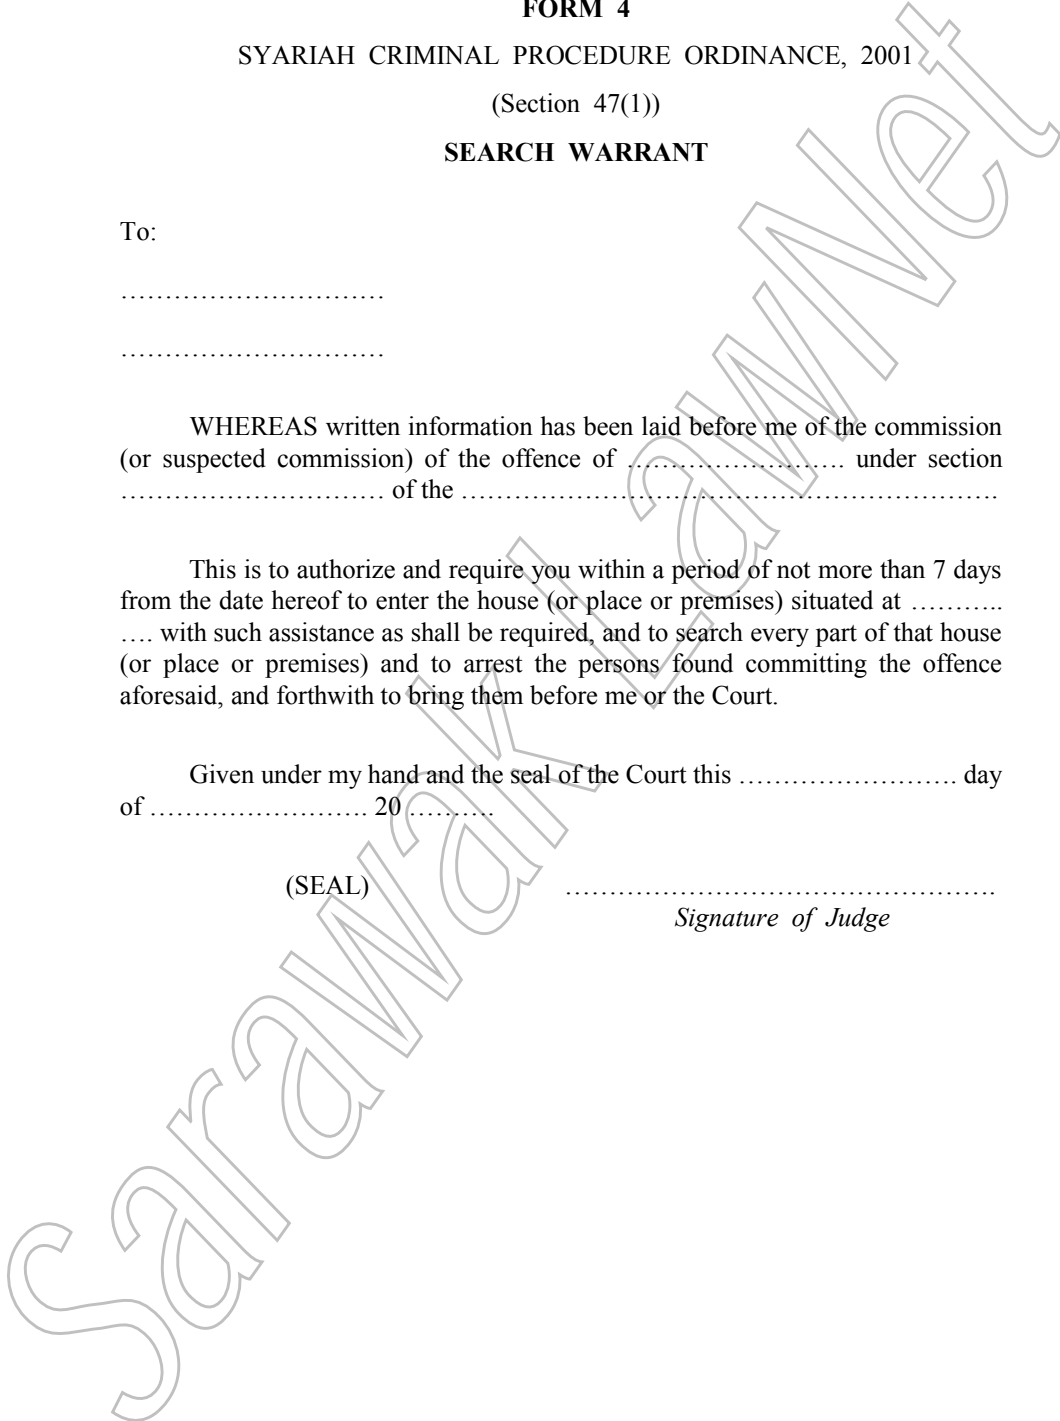 FORM 4
SYARIAH CRIMINAL PROCEDURE ORDINANCE, 2001
(Section 47(1))
SEARCH WARRANT
To:
…………………………
…………………………
WHEREAS written information has been laid before me of the commission
(or suspected commission) of the offence of ……………………. under section
………………………… of the …………………………………………………….
This is to authorize and require you within a period of not more than 7 days
from the date hereof to enter the house (or place or premises) situated at ………..
…. with such assistance as shall be required, and to search every part of that house
(or place or premises) and to arrest the persons found committing the offence
aforesaid, and forthwith to bring them before me or the Court.
Given under my hand and the seal of the Court this ……………………. day
of ……………………. 20 ……….
(SEAL) ………………………………………….
Signature of Judge
Sarawak LawNet